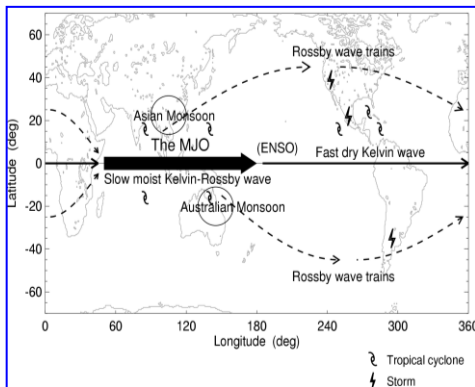 60
40
20
0
-20
-40
-60
Latitude (deg)
Rossby wave trains
Asian Monsoon
The MJO
(ENSO)
Fast dry Kelvin wave
Slow moist Kelvin-Rossby wave
Australian Monsoon
Rossby wave trains
0 60 120 180 240 300 360
Longitude (deg)
Tropical cyclone
Storm